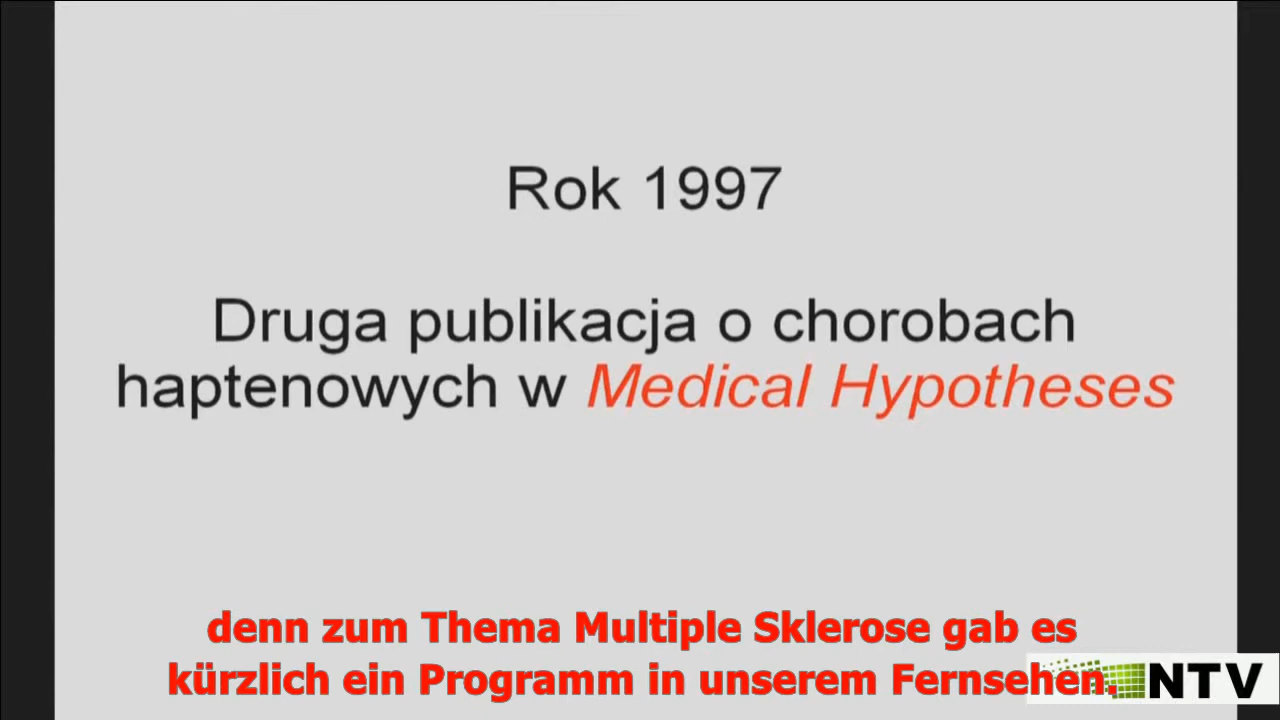 Rok 1997
Druga publikacja o chorobach
haptenowych w Medical Hypotheses
denn zum Thema Multiple Sklerose gab es
kürzlich ein Programm in unserem Fernsehen.
NTV